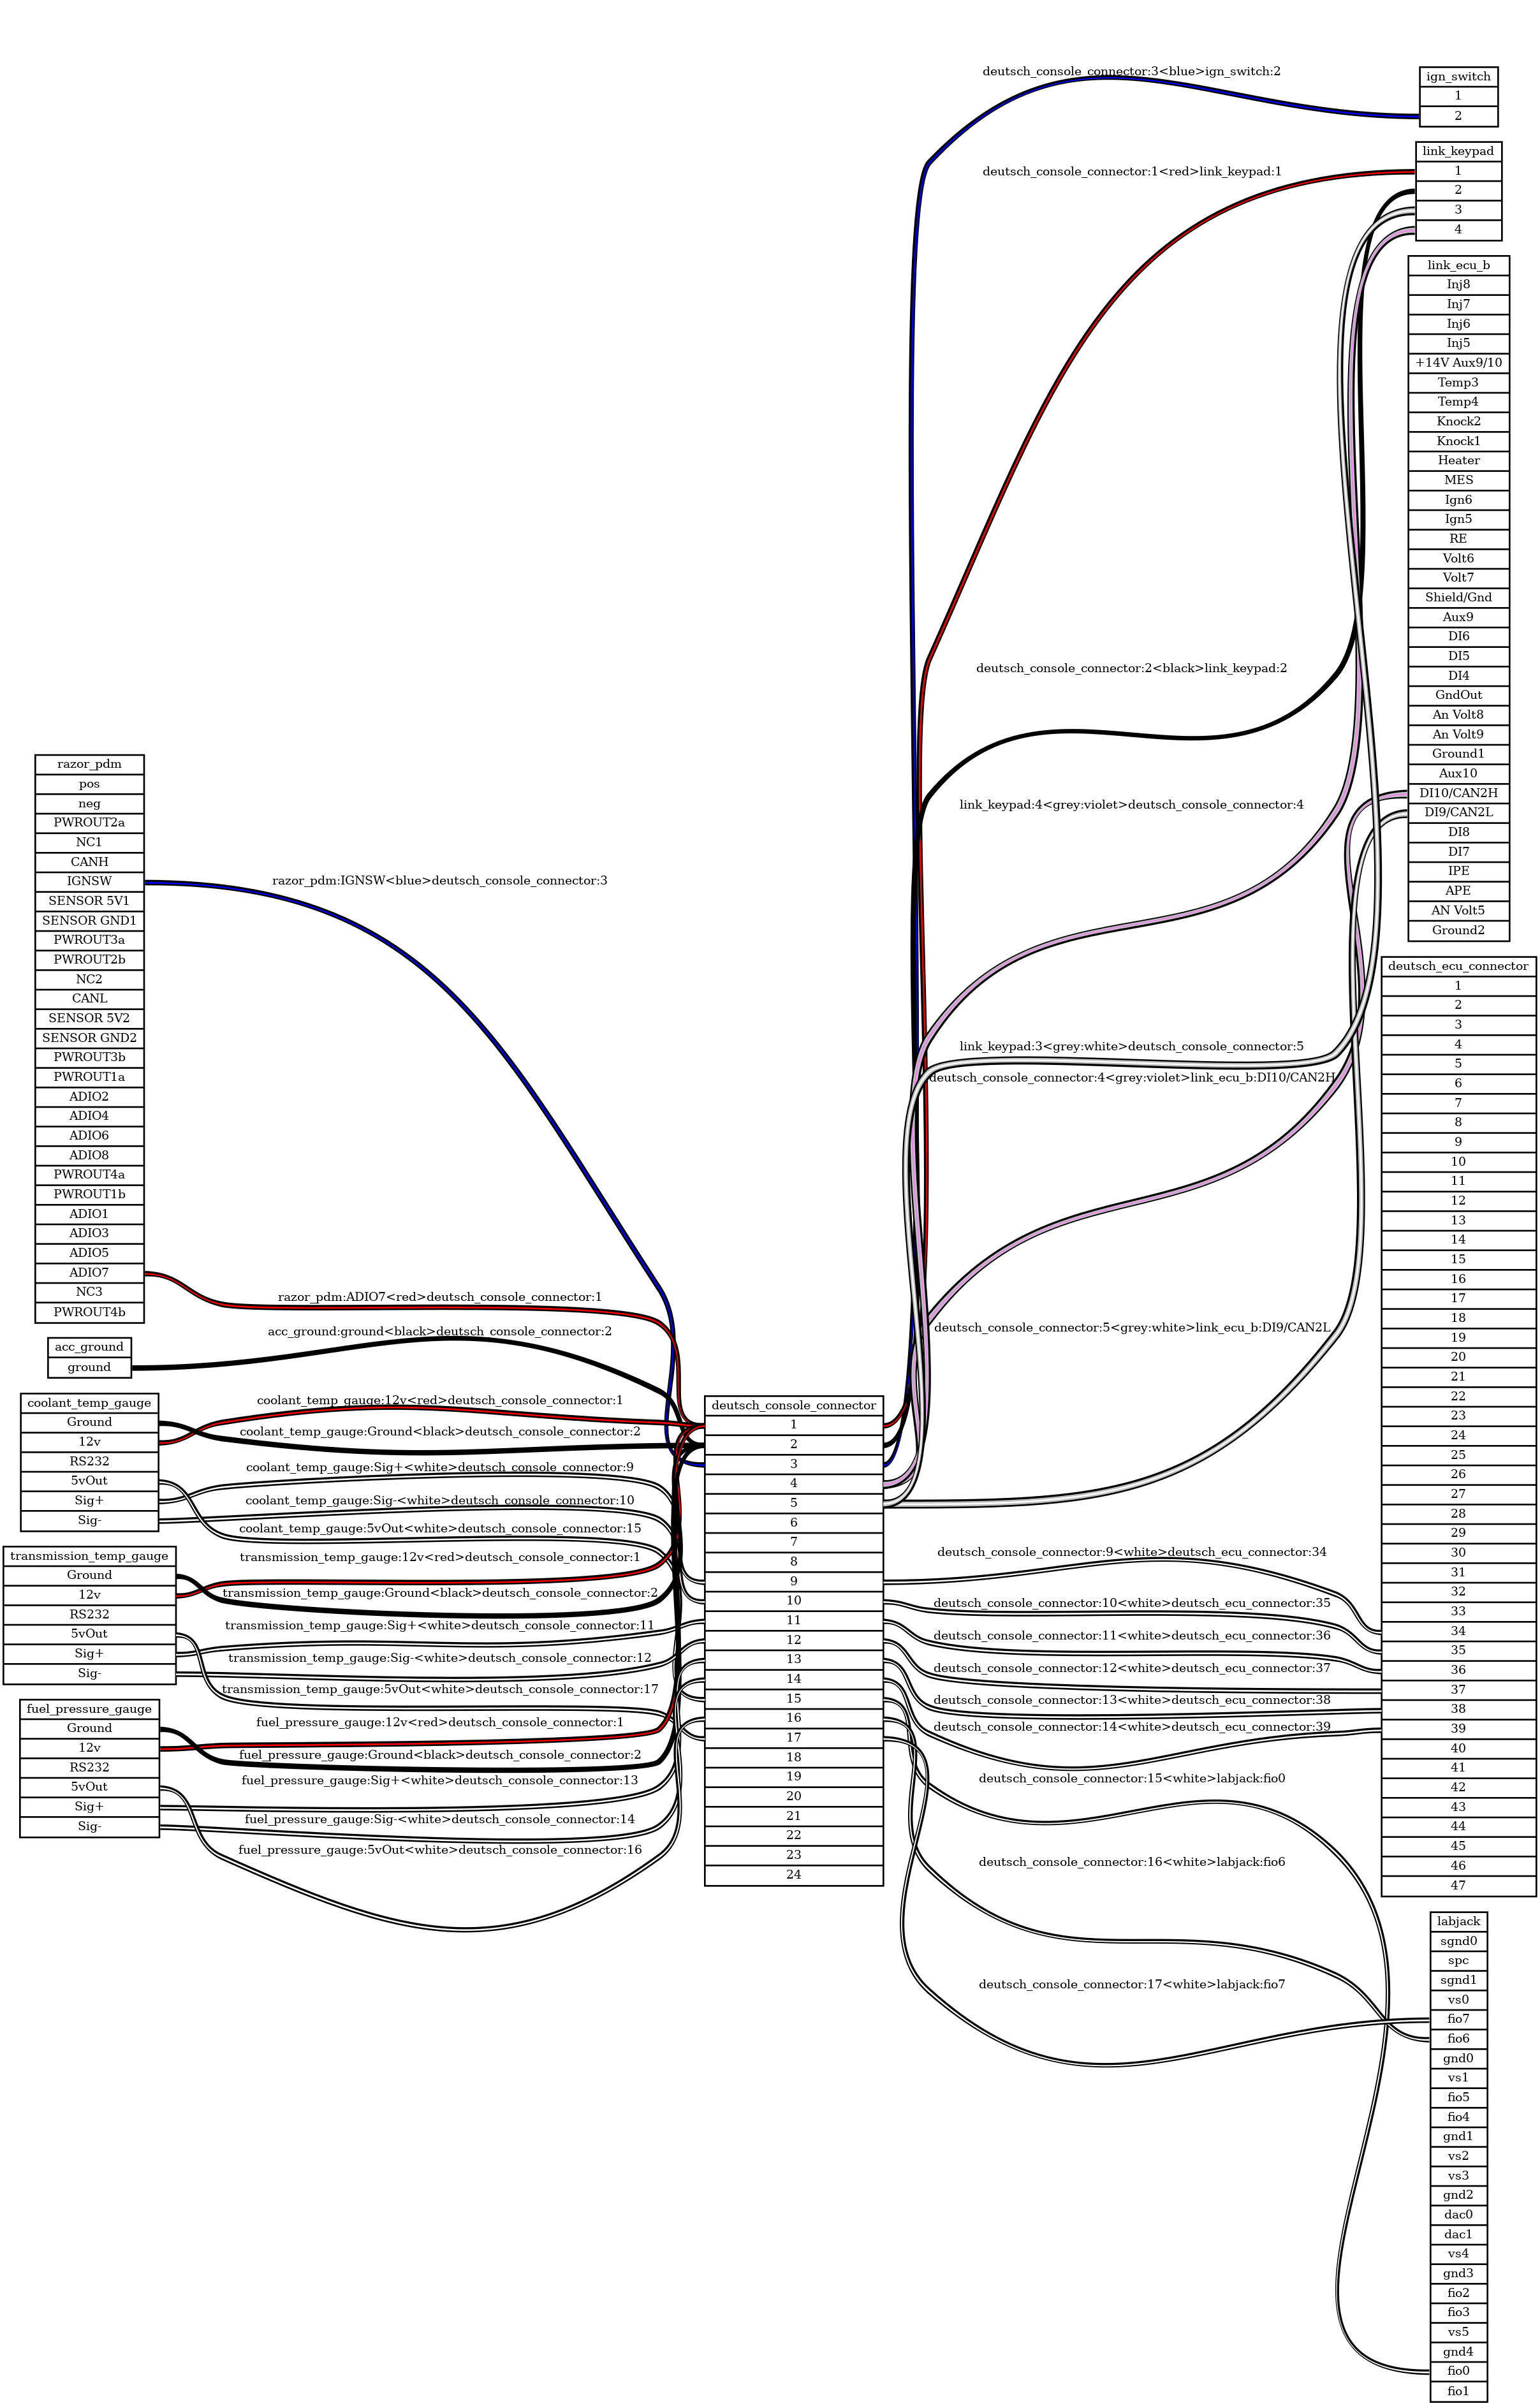 razor_pdm
pos
neg
PWROUT2a
NC1
CANH
IGNSW
SENSOR 5V1
SENSOR GND1
PWROUT3a
PWROUT2b
NC2
CANL
SENSOR 5V2
SENSOR GND2
PWROUT3b
PWROUT1a
ADIO2
ADIO4
ADIO6
ADIO8
PWROUT4a
PWROUT1b
ADIO1
ADIO3
ADIO5
ADIO7
NC3
PWROUT4b
acc_ground
ground
coolant_temp_gauge
Ground
12v
RS232
5vOut
Sig+
Sig-
transmission_temp_gauge
Ground
12v
RS232
5vOut
Sig+
Sig-
fuel_pressure_gauge
Ground
12v
RS232
5vOut
Sig+
Sig-
razor_pdm:IGNSW<blue>deutsch_console_connector:3
razor_pdm:ADIO7<red>deutsch_console_connector:1
acc_ground:ground<black>deutsch_console_connector:2
coolant_temp_gauge:12v<red>deutsch_console_connector:1
coolant_temp_gauge:Ground<black>deutsch_console_connector:2
coolant_temp_gauge:Sig+<white>deutsch_console_connector:9
coolant_temp_gauge:Sig-<white>deutsch_console_connector:10
coolant_temp_gauge:5vOut<white>deutsch_console_connector:15
transmission_temp_gauge:12v<red>deutsch_console_connector:1
transmission_temp_gauge:Ground<black>deutsch_console_connector:2
transmission_temp_gauge:Sig+<white>deutsch_console_connector:11
transmission_temp_gauge:Sig-<white>deutsch_console_connector:12
transmission_temp_gauge:5vOut<white>deutsch_console_connector:17
fuel_pressure_gauge:12v<red>deutsch_console_connector:1
fuel_pressure_gauge:Ground<black>deutsch_console_connector:2
fuel_pressure_gauge:Sig+<white>deutsch_console_connector:13
fuel_pressure_gauge:Sig-<white>deutsch_console_connector:14
fuel_pressure_gauge:5vOut<white>deutsch_console_connector:16
deutsch_console_connector
1
2
3
4
5
6
7
8
9
10
11
12
13
14
15
16
17
18
19
20
21
22
23
24
deutsch_console_connector:3<blue>ign_switch:2
deutsch_console_connector:1<red>link_keypad:1
deutsch_console_connector:2<black>link_keypad:2
link_keypad:4<grey:violet>deutsch_console_connector:4
link_keypad:3<grey:white>deutsch_console_connector:5
deutsch_console_connector:4<grey:violet>link_ecu_b:DI10/CAN2H
deutsch_console_connector:5<grey:white>link_ecu_b:DI9/CAN2L
deutsch_console_connector:9<white>deutsch_ecu_connector:34
deutsch_console_connector:10<white>deutsch_ecu_connector:35
deutsch_console_connector:11<white>deutsch_ecu_connector:36
deutsch_console_connector:12<white>deutsch_ecu_connector:37
deutsch_console_connector:13<white>deutsch_ecu_connector:38
deutsch_console_connector:14<white>deutsch_ecu_connector:39
deutsch_console_connector:15<white>labjack:fio0
deutsch_console_connector:16<white>labjack:fio6
deutsch_console_connector:17<white>labjack:fio7
ign_switch
1
2
link_keypad
1
2
3
4
link_ecu_b
Inj8
Inj7
Inj6
Inj5
+14V Aux9/10
Temp3
Temp4
Knock2
Knock1
Heater
MES
Ign6
Ign5
RE
Volt6
Volt7
Shield/Gnd
Aux9
DI6
DI5
DI4
GndOut
An Volt8
An Volt9
Ground1
Aux10
DI10/CAN2H
DI9/CAN2L
DI8
DI7
IPE
APE
AN Volt5
Ground2
deutsch_ecu_connector
1
2
3
4
5
6
7
8
9
10
11
12
13
14
15
16
17
18
19
20
21
22
23
24
25
26
27
28
29
30
31
32
33
34
35
36
37
38
39
40
41
42
43
44
45
46
47
labjack
sgnd0
spc
sgnd1
vs0
fio7
fio6
gnd0
vs1
fio5
fio4
gnd1
vs2
vs3
gnd2
dac0
dac1
vs4
gnd3
fio2
fio3
vs5
gnd4
fio0
fio1